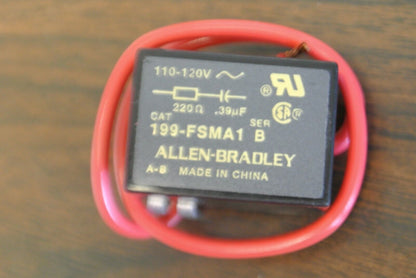 110-120V
220Ω .39µF
CAT SER
199-FSMA1 B
ALLEN-BRADLEY
A-B MADE IN CHINA